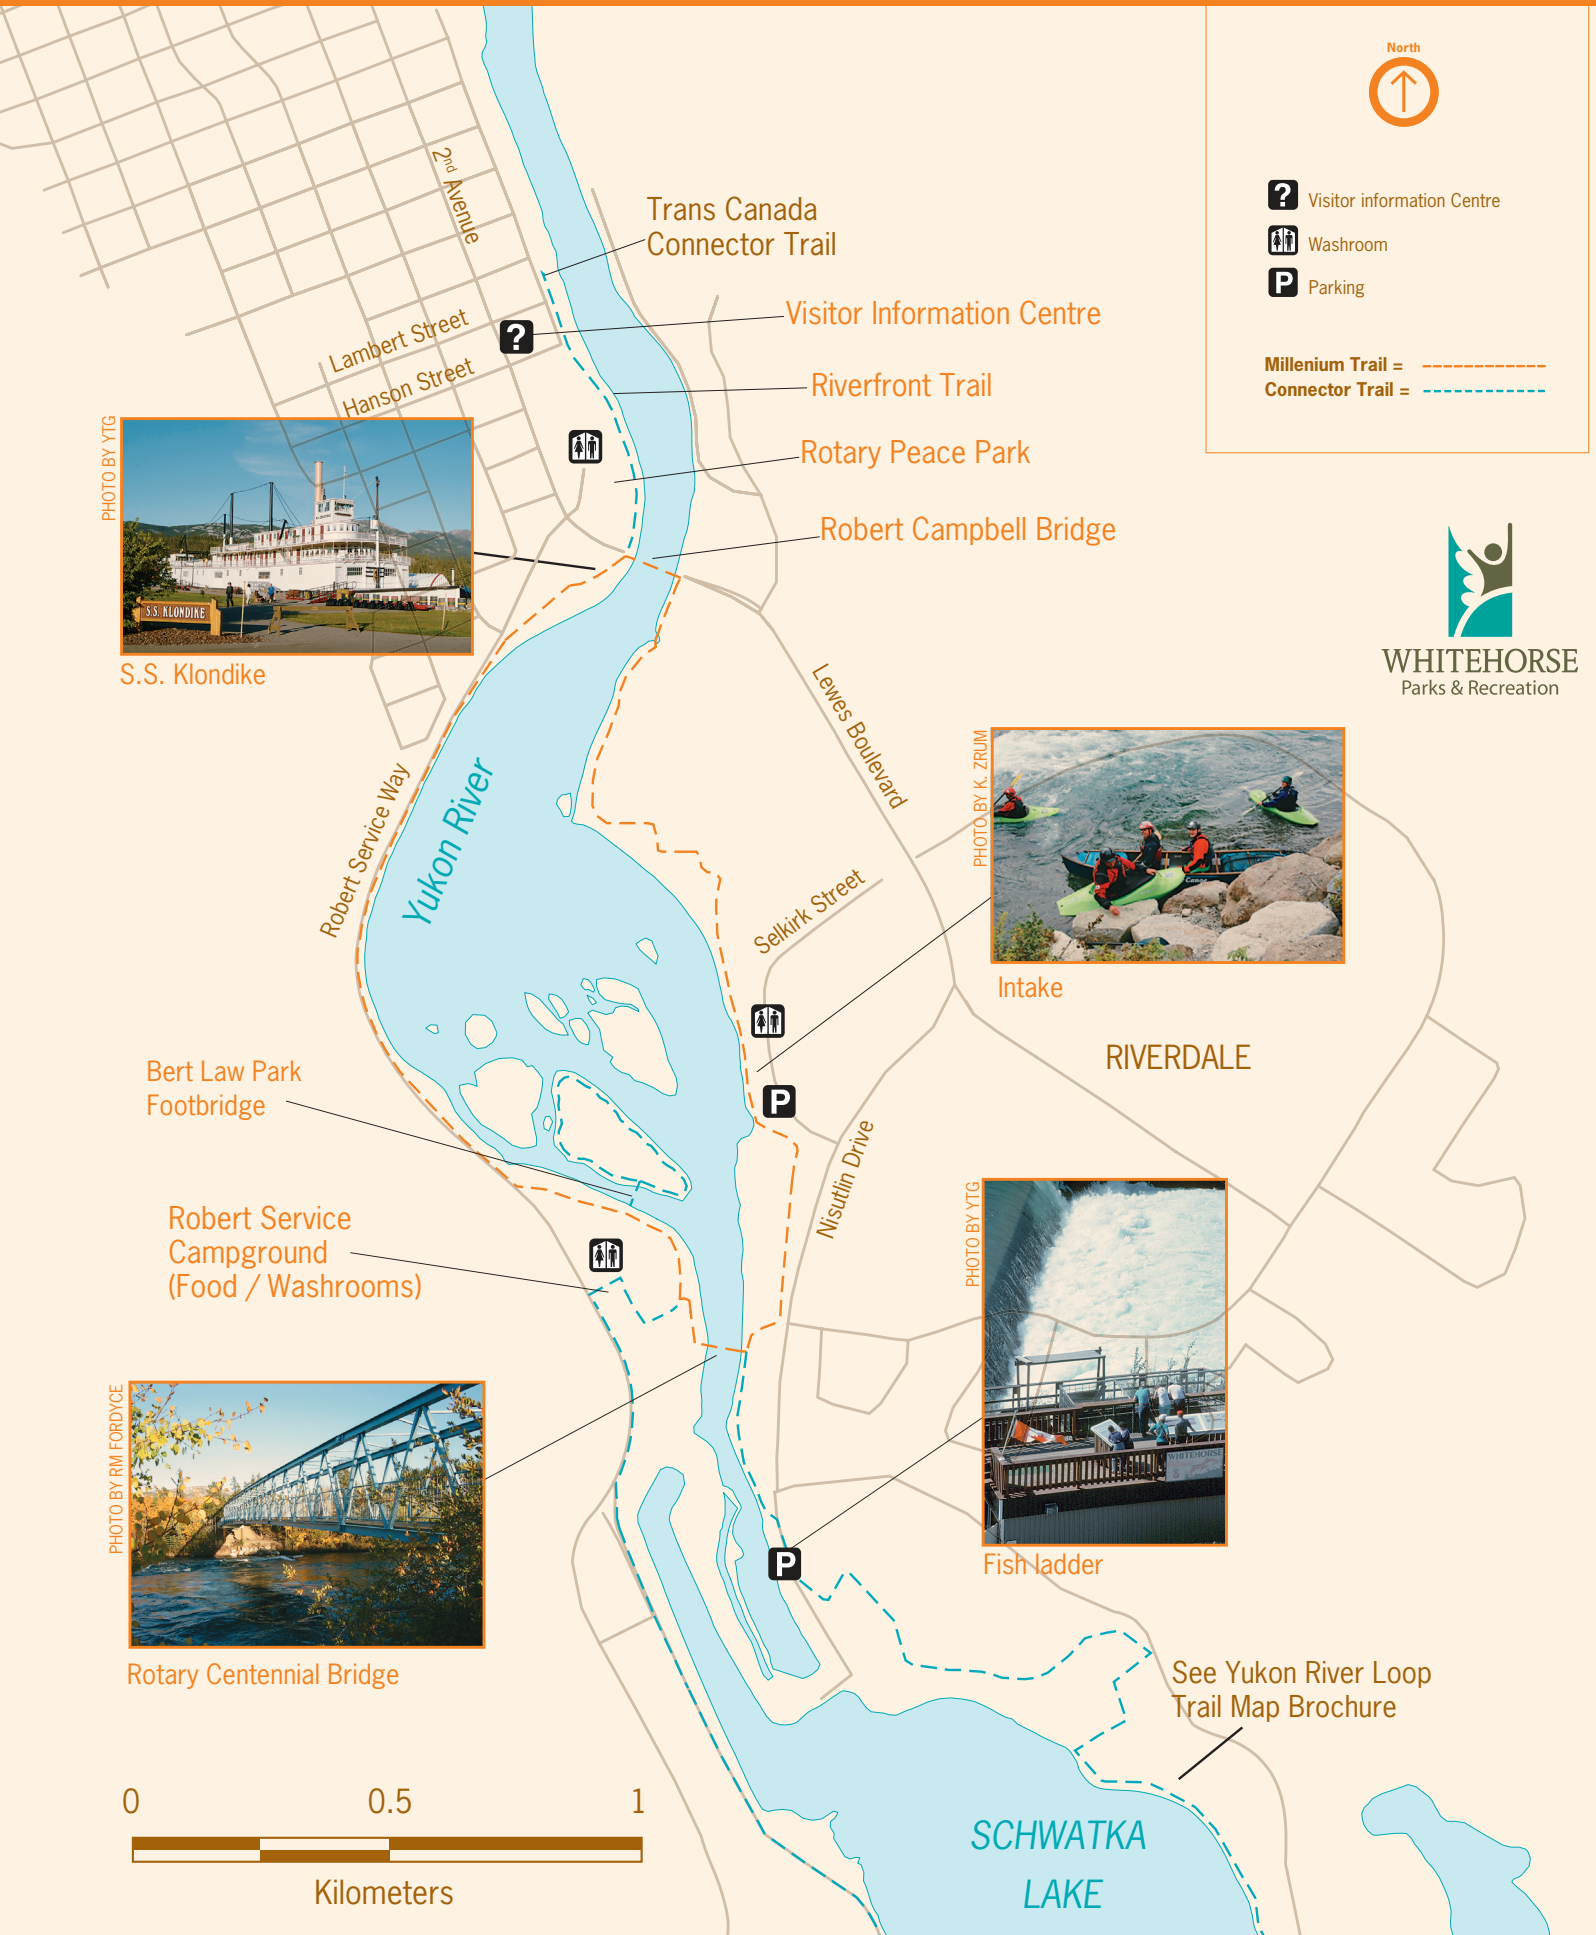 North
?
Visitor information Centre
Washroom
P
Parking
Millenium Trail =
Connector Trail =
2nd Avenue
Trans Canada
Connector Trail
Visitor Information Centre
?
Lambert Street
Hanson Street
Riverfront Trail
Rotary Peace Park
Robert Campbell Bridge
PHOTO BY YTG
S.S. KLONDIKE
S.S. Klondike
WHITEHORSE
Parks & Recreation
Lewes Boulevard
Robert Service Way
Yukon River
PHOTO BY K. ZRUM
Canoe
Intake
Selkirk Street
RIVERDALE
P
Bert Law Park
Footbridge
Nisutlin Drive
Robert Service
Campground
(Food / Washrooms)
PHOTO BY YTG
WHITEHORSE
Fish ladder
PHOTO BY RM FORDYCE
Rotary Centennial Bridge
P
See Yukon River Loop
Trail Map Brochure
0 0.5 1
Kilometers
SCHWATKA
LAKE